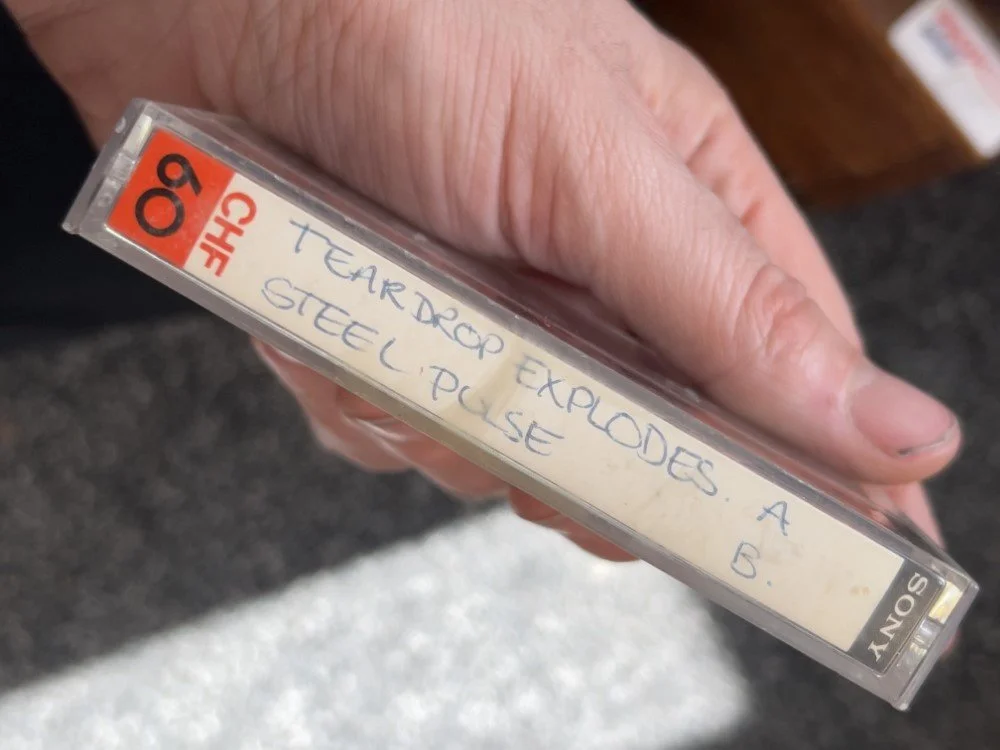 60
CHF
TEARDROP EXPLODES. A
STEEL PULSE B.
SONY